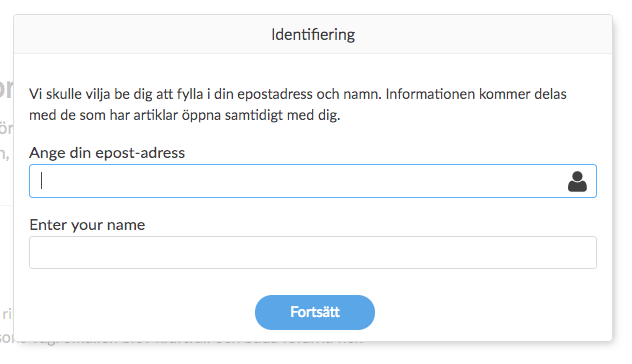 Identifiering
Vi skulle vilja be dig att fylla i din epostadress och namn. Informationen kommer delas
med de som har artiklar öppna samtidigt med dig.
Ange din epost-adress
Enter your name
Fortsätt